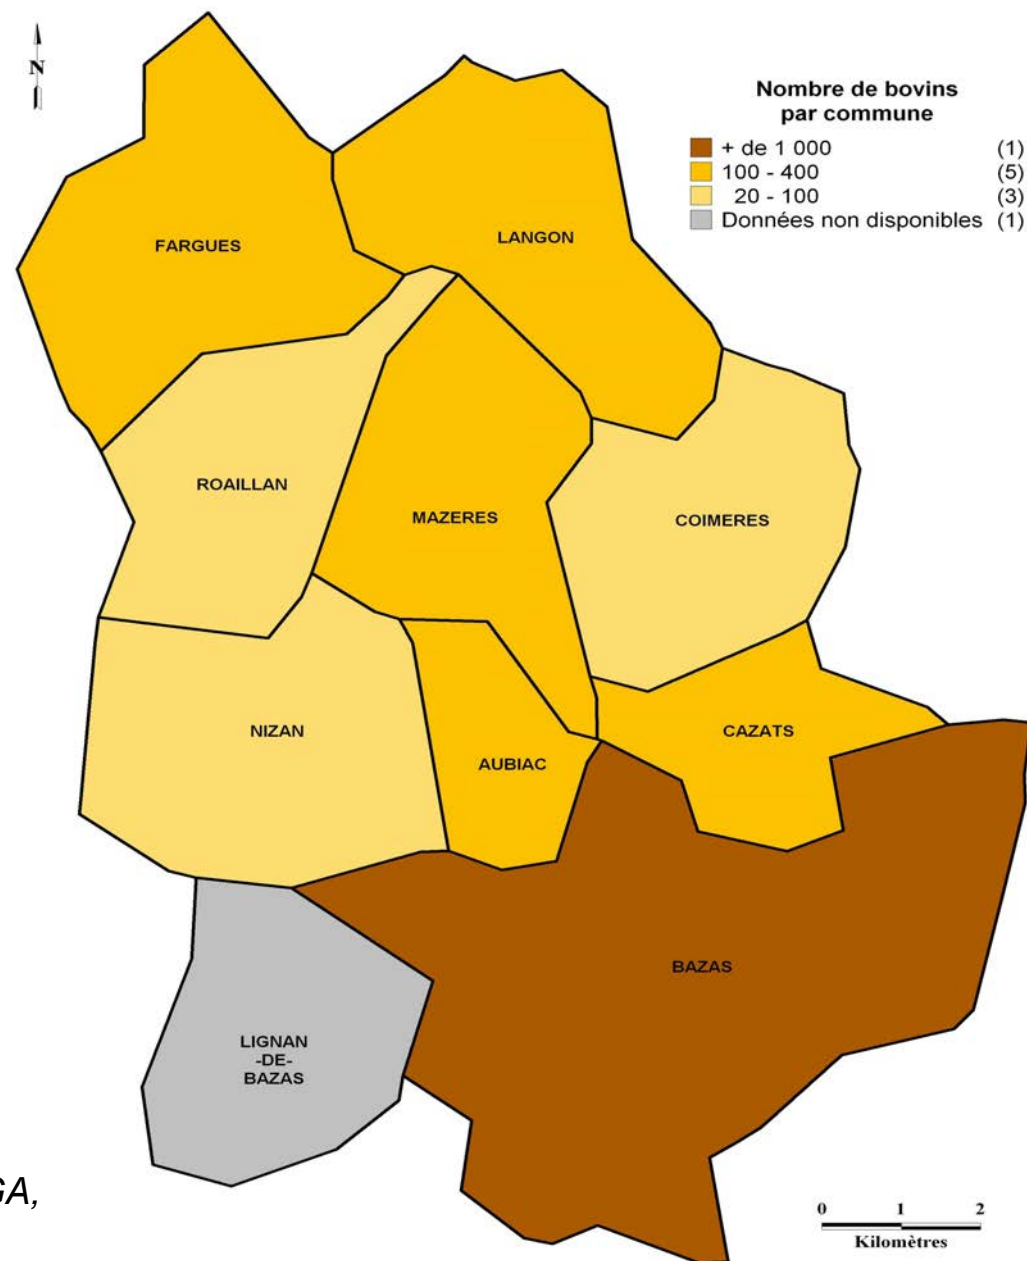 N
Nombre de bovins
par commune
+ de 1 000 (1)
100 - 400 (5)
20 - 100 (3)
Données non disponibles (1)
FARGUES
LANGON
ROAILLAN
MAZERES
COIMERES
NIZAN
AUBIAC
CAZATS
BAZAS
LIGNAN
-DE-
BAZAS
GA,
0 1 2
Kilomètres